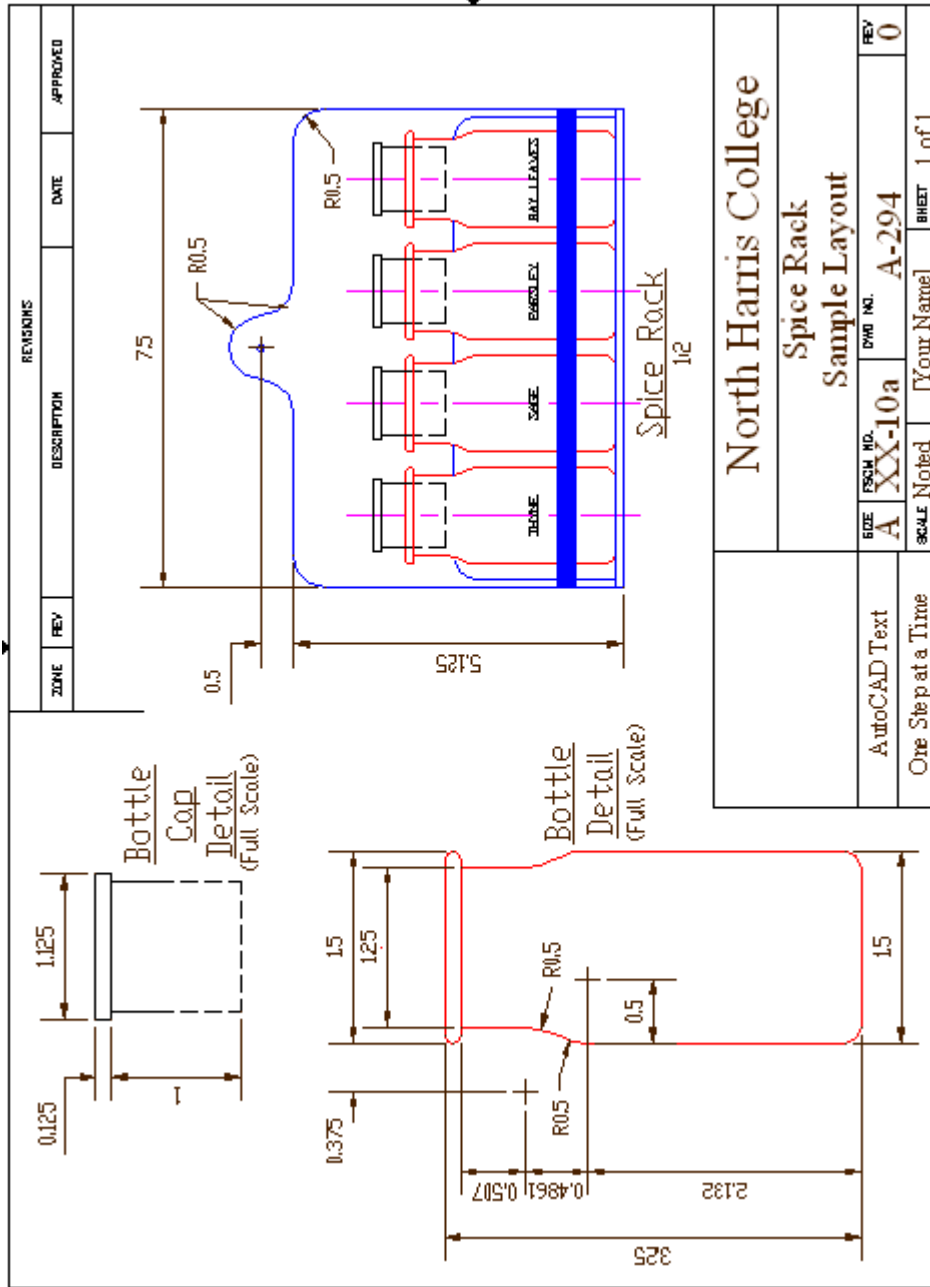 REVISIONS
ZONE REV DESCRIPTION DATE APPROVED
0.125
1.125
1
Bottle
Cap
Detail
(Full Scale)
0.375
1.5
1.25
R0.5
R0.5
0.5
0.507
0.4861
2.132
3.25
1.5
Bottle
Detail
(Full Scale)
7.5
0.5
R0.5
R0.5
5.125
THYME
SAGE
PARSLEY
BAY LEAVES
Spice Rack
1:2
North Harris College
Spice Rack
Sample Layout
AutoCAD Text
One Step at a Time
SIZE
A
FSCM NO.
XX-10a
DWG NO.
A-294
REV
0
SCALE Noted
[Your Name]
SHEET 1 of 1